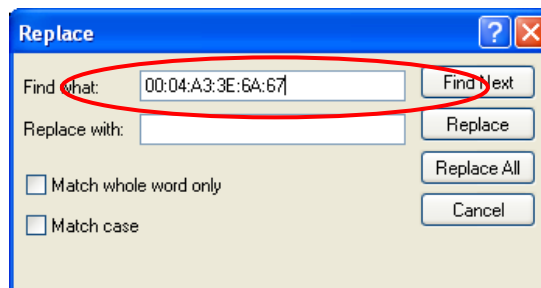 Replace
Find what: 00:04:A3:3E:6A:67 Find Next
Replace with: Replace
Replace All
Match whole word only
Cancel
Match case